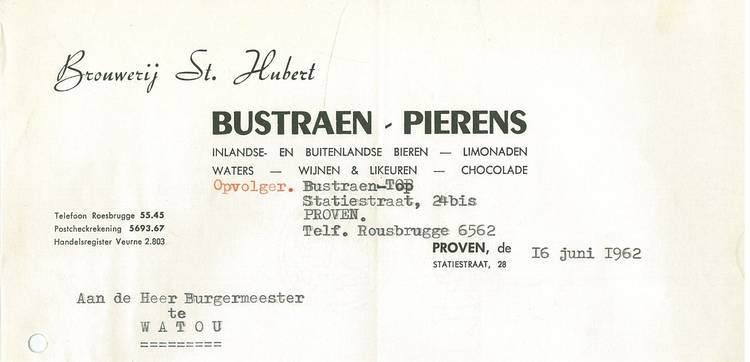 Brouwerij St. Hubert
BUSTRAEN - PIERENS
INLANDSE- EN BUITENLANDSE BIEREN — LIMONADEN
WATERS — WIJNEN & LIKEUREN — CHOCOLADE
Opvolger. Bustraen-TOP
Statiestraat, 24bis
PROVEN.
Telf. Rousbrugge 6562
Telefoon Roesbrugge 55.45
Postcheckrekening 5693.67
Handelsregister Veurne 2.803
PROVEN, de 16 juni 1962
STATIESTRAAT, 28
Aan de Heer Burgermeester
te
W A T O U
=========